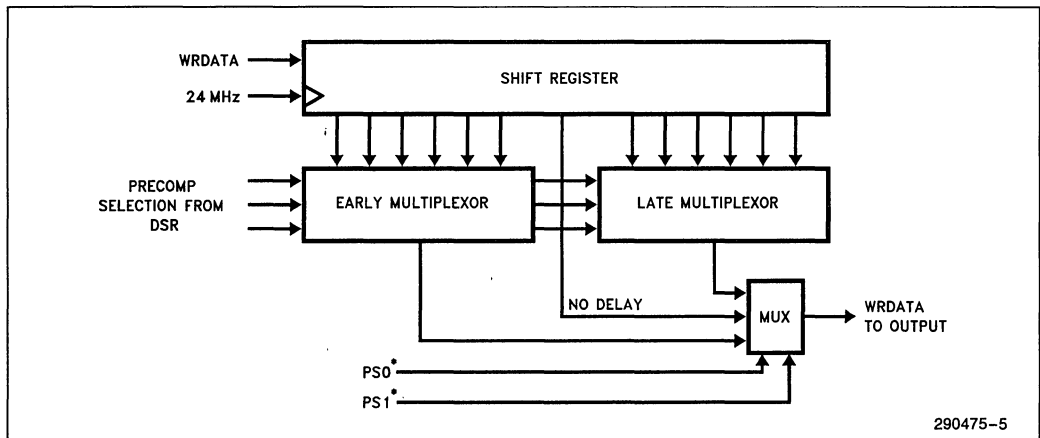 WRDATA
24 MHz
SHIFT REGISTER
PRECOMP
SELECTION FROM
DSR
EARLY MULTIPLEXOR
LATE MULTIPLEXOR
NO DELAY
MUX
WRDATA
TO OUTPUT
PS0*
PS1*
290475-5